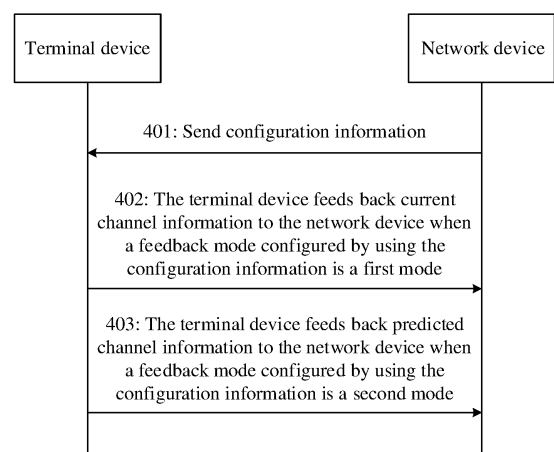 Terminal device
Network device
401: Send configuration information
402: The terminal device feeds back current
channel information to the network device when
a feedback mode configured by using the
configuration information is a first mode
403: The terminal device feeds back predicted
channel information to the network device when
a feedback mode configured by using the
configuration information is a second mode